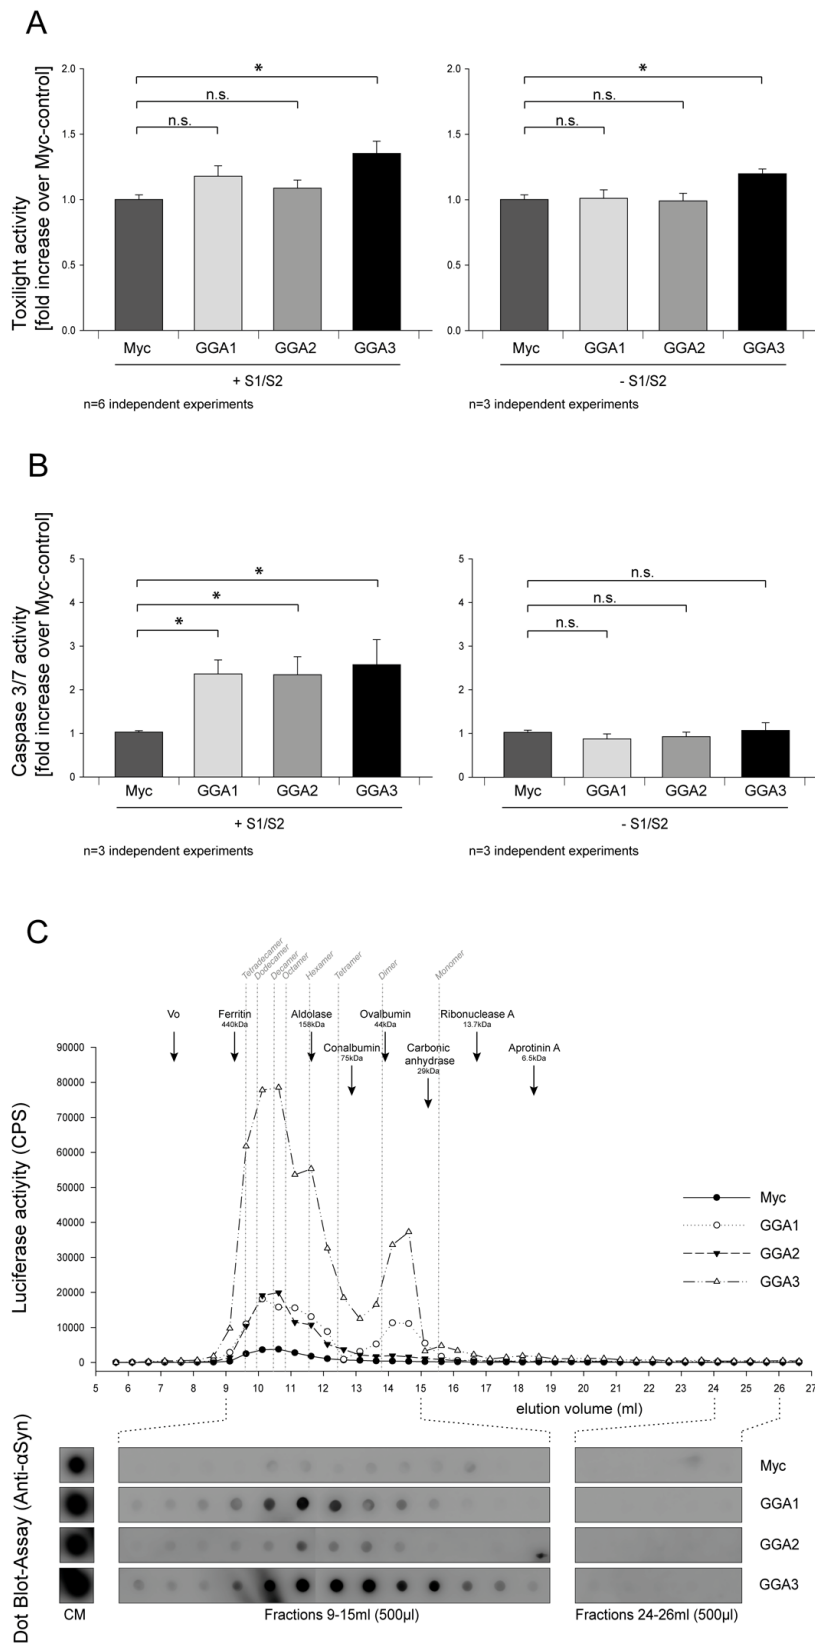 A
Toxilight activity
[fold increase over Myc-control]
2.0
1.5
1.0
0.5
0.0
*
n.s.
n.s.
Myc GGA1 GGA2 GGA3
+ S1/S2
n=6 independent experiments
2.0
1.5
1.0
0.5
0.0
*
n.s.
n.s.
Myc GGA1 GGA2 GGA3
- S1/S2
n=3 independent experiments
B
Caspase 3/7 activity
[fold increase over Myc-control]
5
4
3
2
1
0
*
*
*
Myc GGA1 GGA2 GGA3
+ S1/S2
n=3 independent experiments
5
4
3
2
1
0
n.s.
n.s.
n.s.
Myc GGA1 GGA2 GGA3
- S1/S2
n=3 independent experiments
C
Tetradecamer
Dodecamer
Decamer
Octamer
Hexamer
Tetramer
Dimer
Monomer
Vo
Ferritin
440kDa
Aldolase
158kDa
Ovalbumin
44kDa
Ribonuclease A
13.7kDa
Conalbumin
75kDa
Carbonic
anhydrase
29kDa
Aprotinin A
6.5kDa
Luciferase activity (CPS)
90000
80000
70000
60000
50000
40000
30000
20000
10000
0
Myc
GGA1
GGA2
GGA3
5 6 7 8 9 10 11 12 13 14 15 16 17 18 19 20 21 22 23 24 25 26 27
elution volume (ml)
Dot Blot-Assay (Anti-αSyn)
Myc
GGA1
GGA2
GGA3
CM Fractions 9-15ml (500µl) Fractions 24-26ml (500µl)